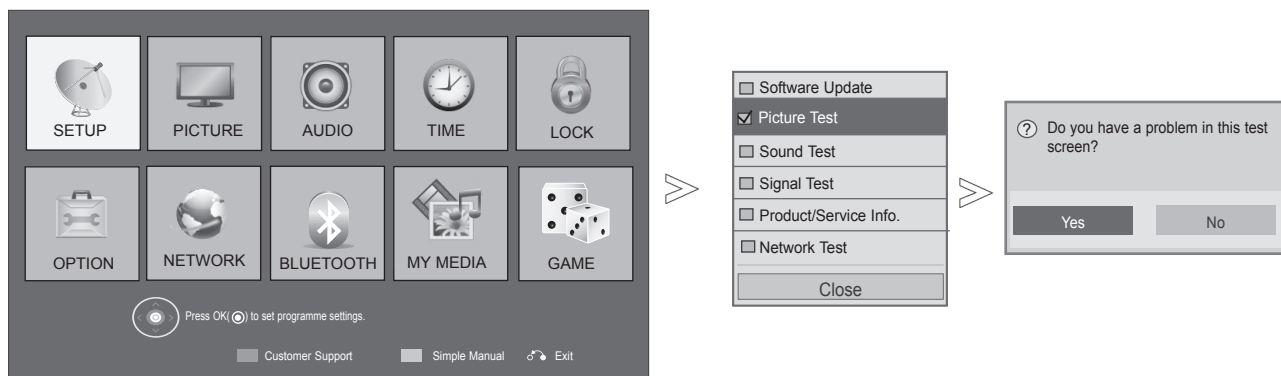 SETUP
PICTURE
AUDIO
TIME
LOCK
OPTION
NETWORK
BLUETOOTH
MY MEDIA
GAME
Press OK(◉) to set programme settings.
Customer Support
Simple Manual
Exit
Software Update
Picture Test
Sound Test
Signal Test
Product/Service Info.
Network Test
Close
? Do you have a problem in this test
screen?
Yes
No